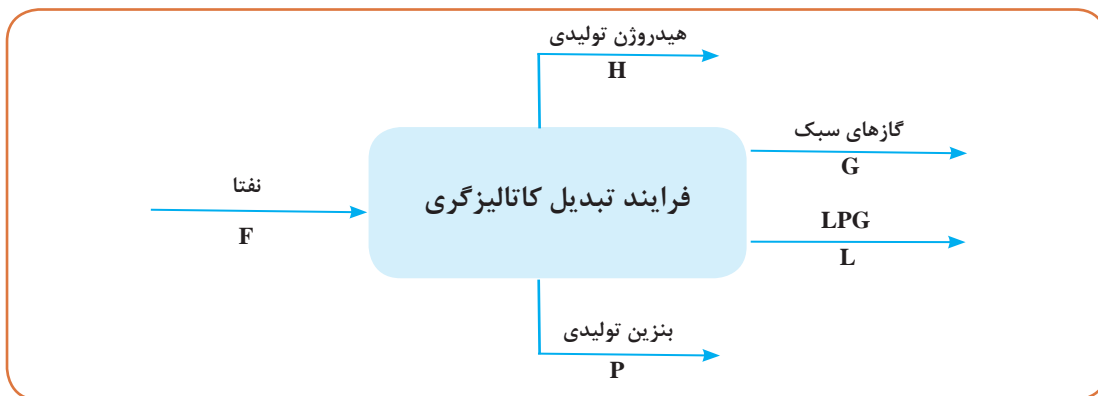 هیدروژن تولیدی
H
گازهای سبک
G
نفتا
F
فرایند تبدیل کاتالیزگری
LPG
L
بنزین تولیدی
P